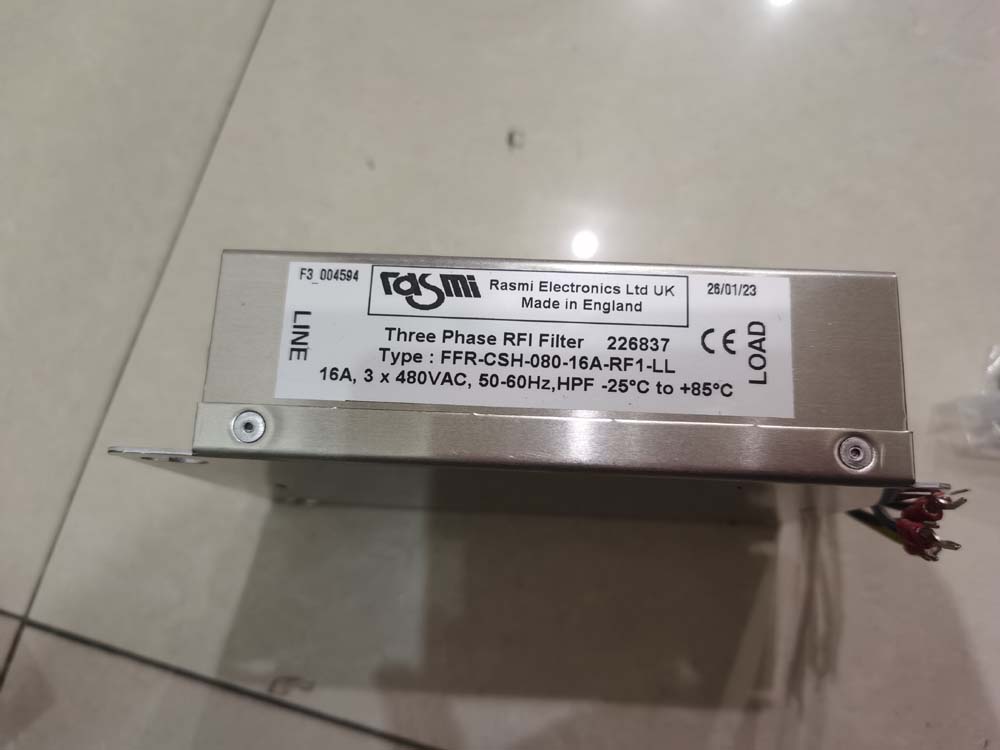 F3_004594
rasmi
Rasmi Electronics Ltd UK
Made in England
26/01/23
LINE
Three Phase RFI Filter 226837
CE
LOAD
Type : FFR-CSH-080-16A-RF1-LL
16A, 3 x 480VAC, 50-60Hz,HPF -25°C to +85°C